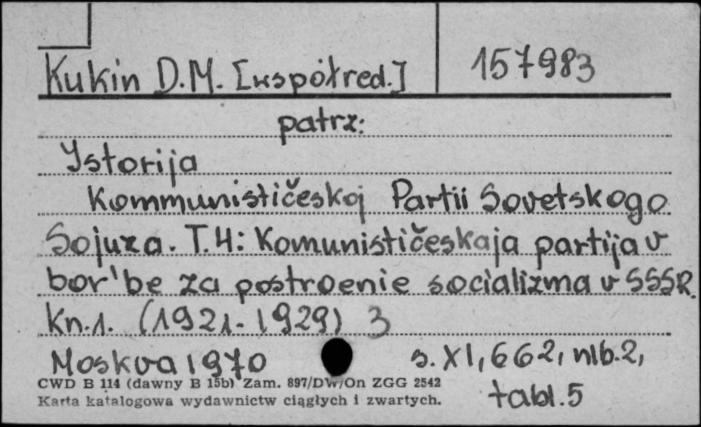 Kukin D.M. [współred.] 157983
patrz:
Istorija
Kommunističeskoj Partii Sovetskogo
Sojuza. T.4: Komunističeskaja partija v
bor'be za postroenie socializma v SSSR.
Kn.1. (1921-1929) 3
Moskva 1970 s. XI, 662, nlb.2,
tabl.5
CWD B 114 (dawny B 15b) Zam. 897/DW/On ZGG 2542
Karta katalogowa wydawnictw ciągłych i zwartych.